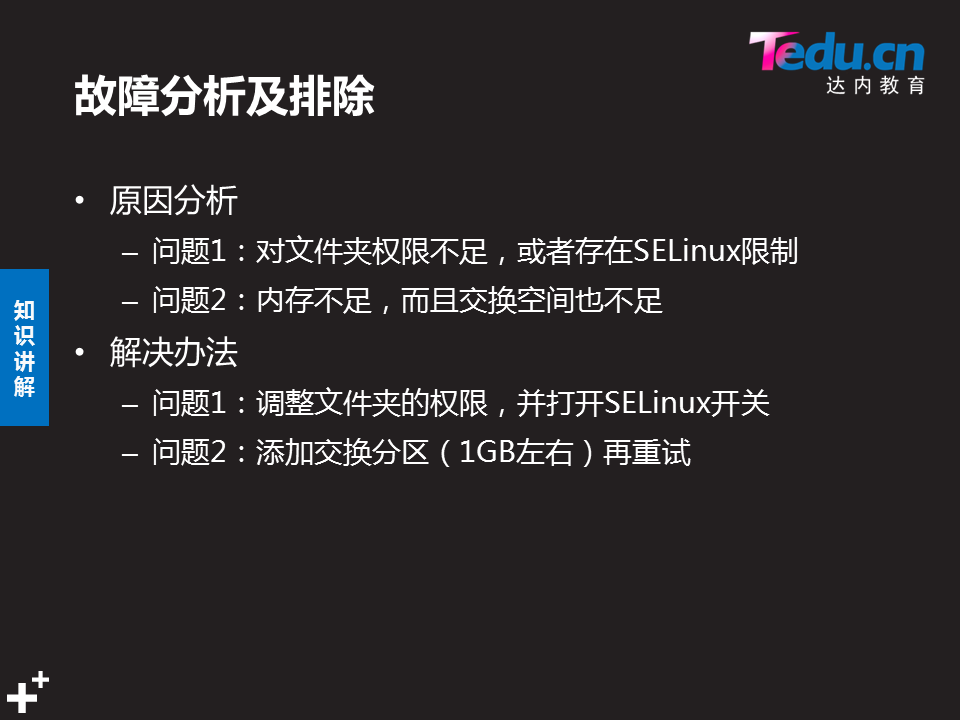 Tedu.cn
达内教育
故障分析及排除
• 原因分析
– 问题1：对文件夹权限不足，或者存在SELinux限制
– 问题2：内存不足，而且交换空间也不足
• 解决办法
– 问题1：调整文件夹的权限，并打开SELinux开关
– 问题2：添加交换分区（1GB左右）再重试
知识讲解